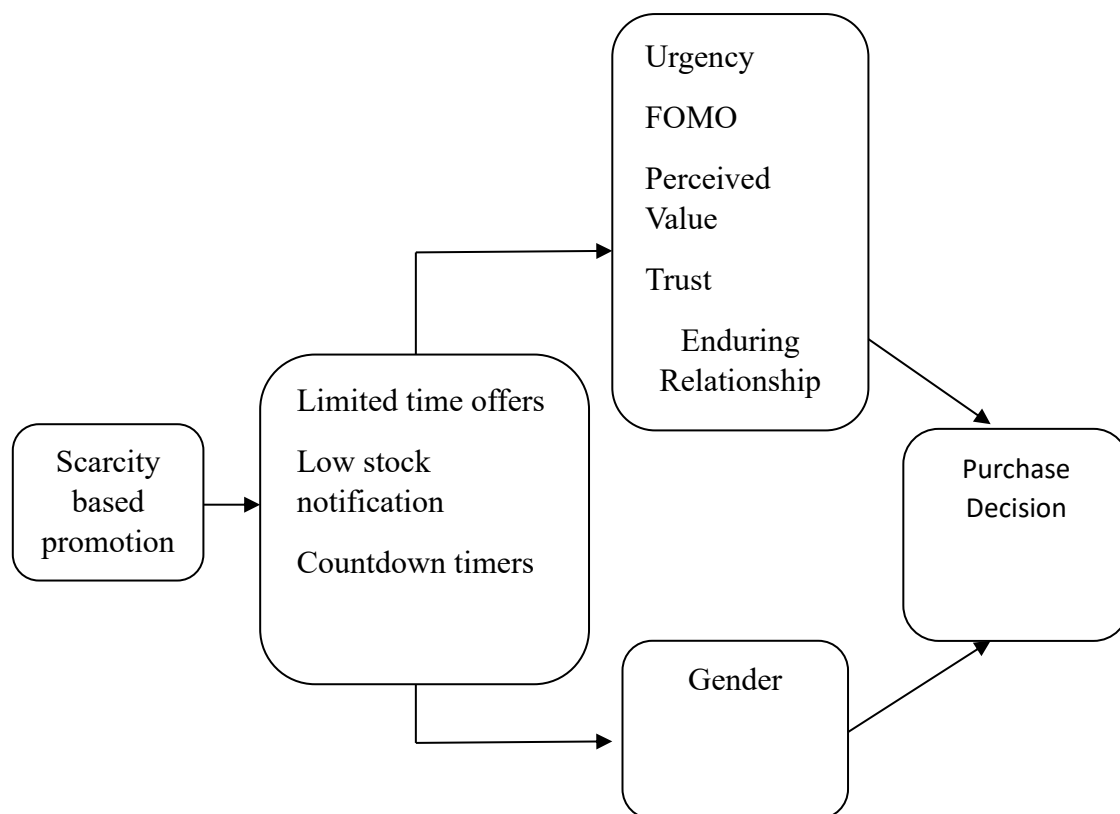 Scarcity
based
promotion
Limited time offers
Low stock
notification
Countdown timers
Urgency
FOMO
Perceived
Value
Trust
Enduring
Relationship
Gender
Purchase
Decision